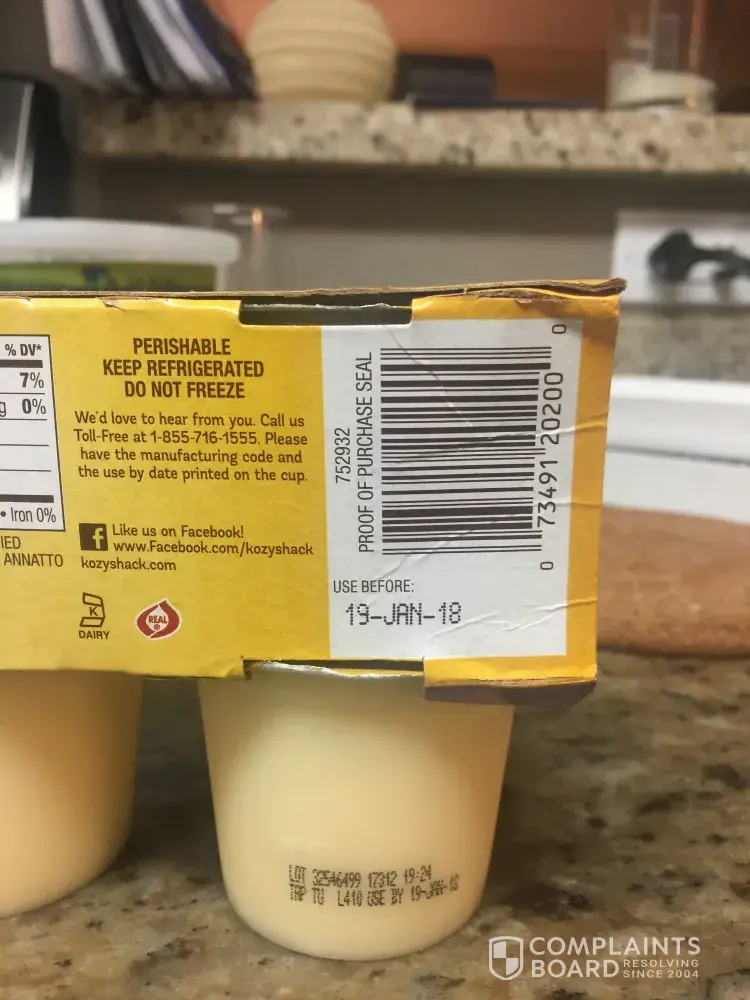 % DV*
7%
g 0%
• Iron 0%
IED
ANNATTO
PERISHABLE
KEEP REFRIGERATED
DO NOT FREEZE
We'd love to hear from you. Call us
Toll-Free at 1-855-716-1555. Please
have the manufacturing code and
the use by date printed on the cup.
f Like us on Facebook!
www.Facebook.com/kozyshack
kozyshack.com
K
DAIRY
REAL
®
752932
PROOF OF PURCHASE SEAL
0 73491 20200 0
USE BEFORE:
19-JAN-18
LOT 32546499 17312 19:24
TAP TU L410 USE BY 19-JAN-18
COMPLAINTS
BOARD RESOLVING
SINCE 2004